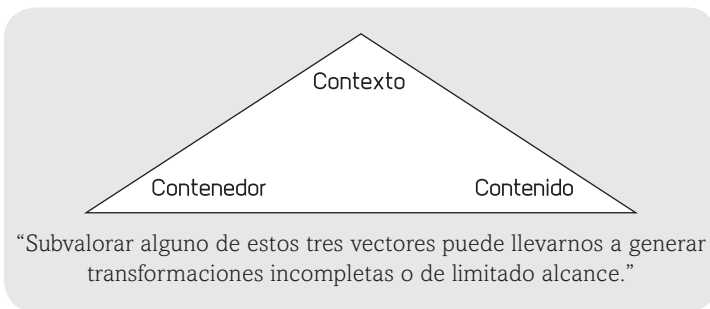 Contexto
Contenedor
Contenido
“Subvalorar alguno de estos tres vectores puede llevarnos a generar
transformaciones incompletas o de limitado alcance.”